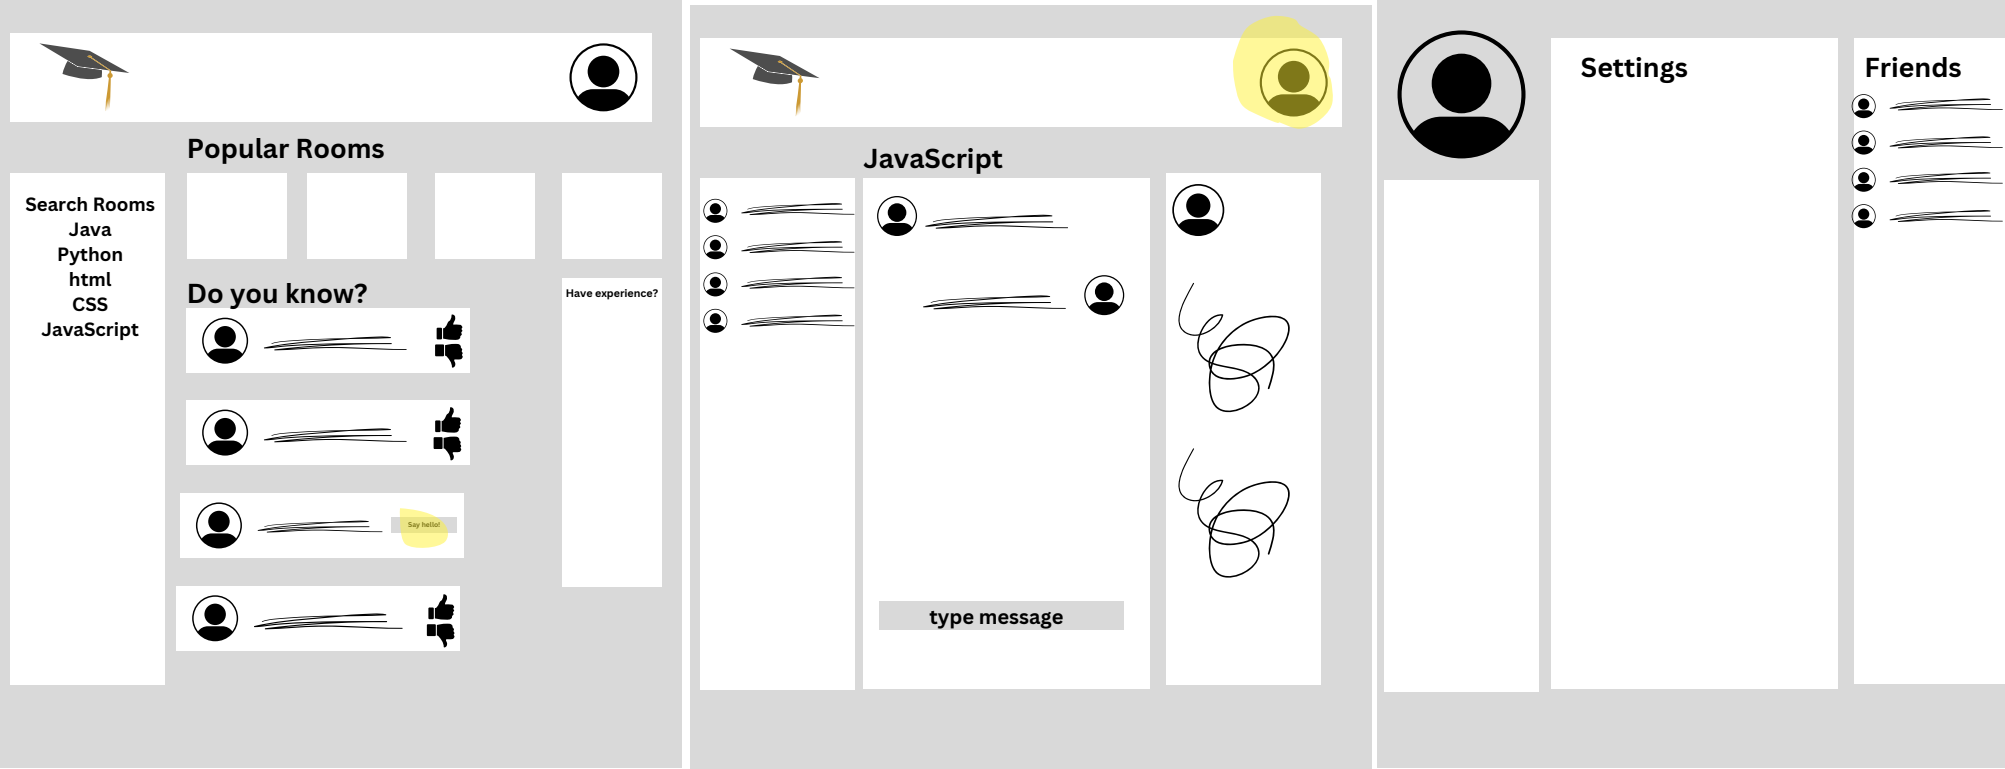 Popular Rooms
Search Rooms
Java
Python
html
CSS
JavaScript
Do you know?
Have experience?
Say hello!
JavaScript
type message
Settings
Friends